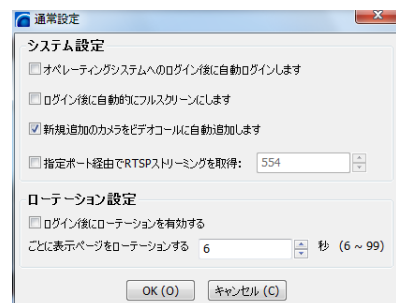 通常設定
システム設定
オペレーティングシステムへのログイン後に自動ログインします
ログイン後に自動的にフルスクリーンにします
新規追加のカメラをビデオコールに自動追加します
指定ポート経由でRTSPストリーミングを取得: 554
ローテーション設定
ログイン後にローテーションを有効する
ごとに表示ページをローテーションする 6 秒 (6 ~ 99)
OK (O) キャンセル (C)